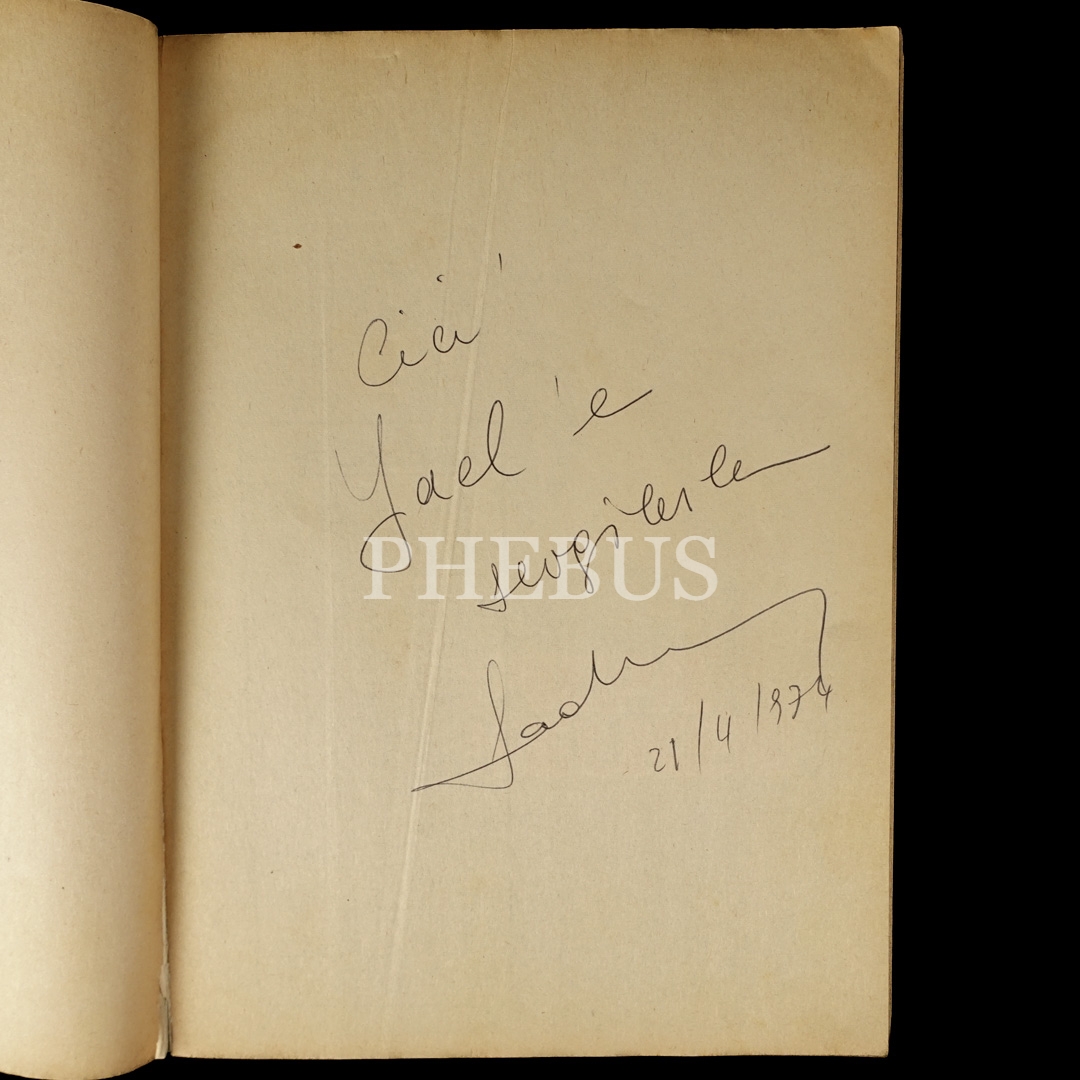 Cici
Yael'e
sevgilerle
PHEBUS
21/4/1974